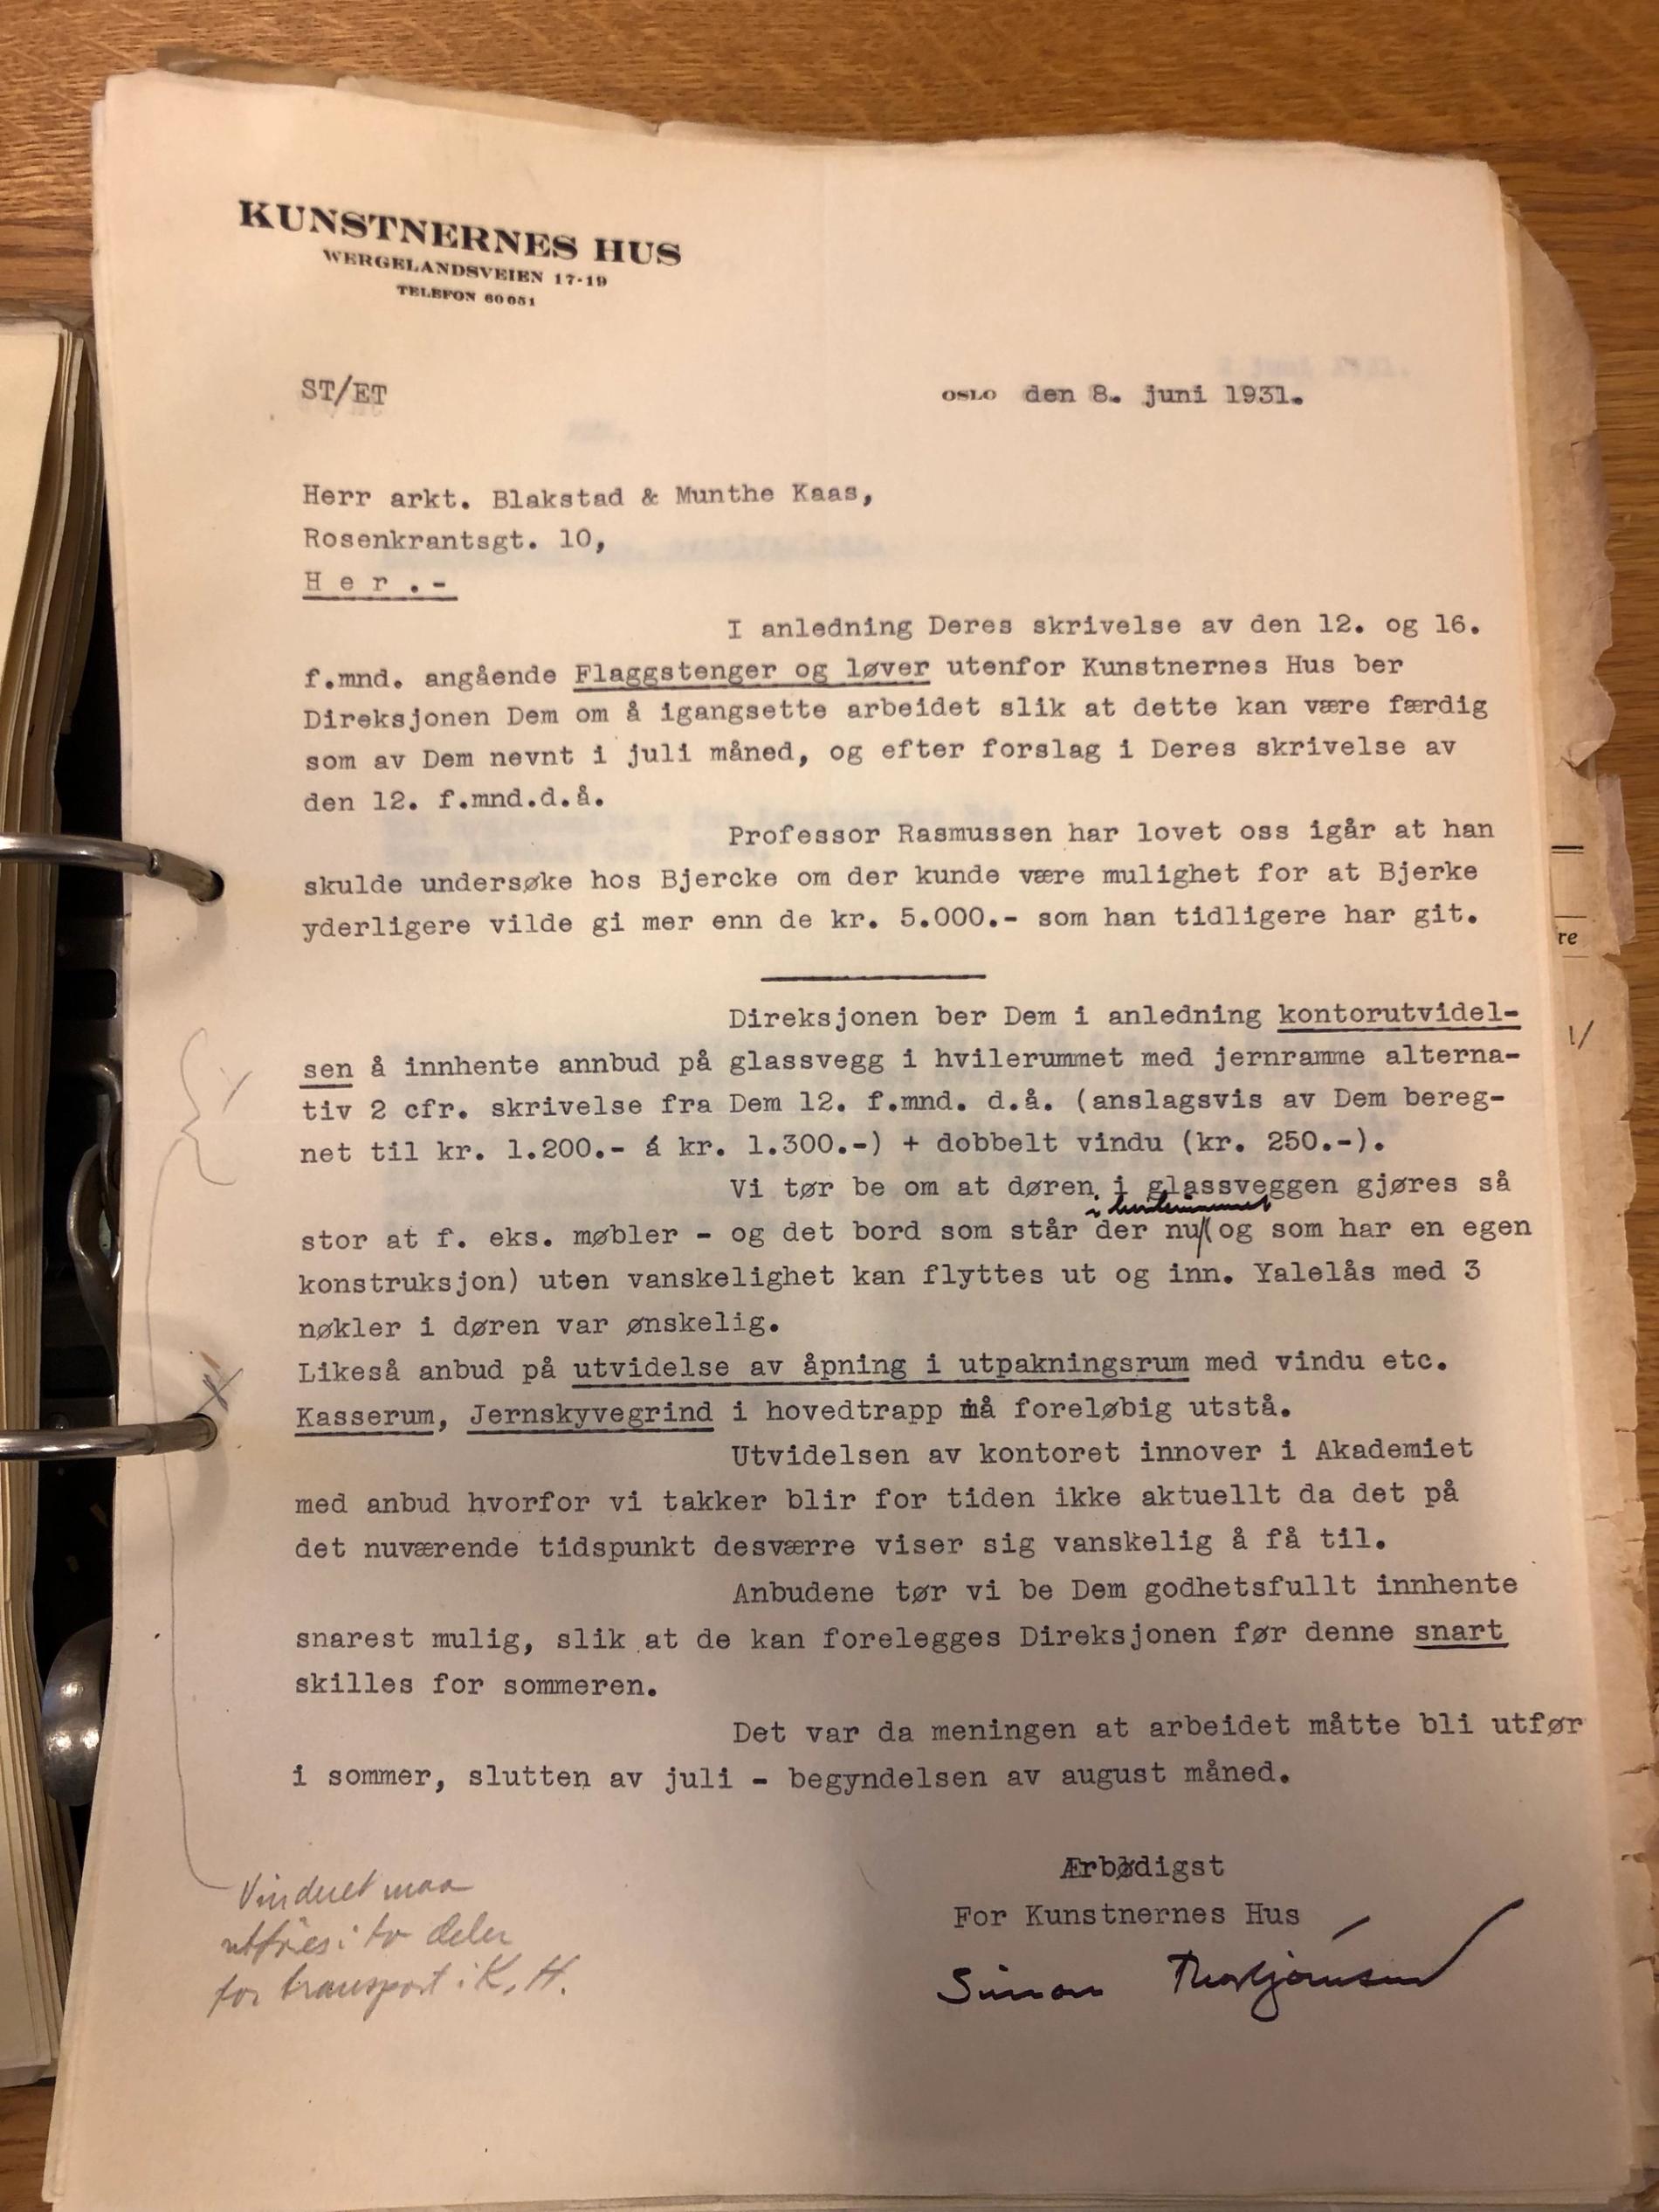 KUNSTNERNES HUS
WERGELANDSVEIEN 17-19
TELEFON 60051
ST/ET
OSLO den 8. juni 1931.
Herr arkt. Blakstad & Munthe Kaas,
Rosenkrantsgt. 10,
H e r .-
I anledning Deres skrivelse av den 12. og 16.
f.mnd. angående Flaggstenger og løver utenfor Kunstnernes Hus ber
Direksjonen Dem om å igangsette arbeidet slik at dette kan være færdig
som av Dem nevnt i juli måned, og efter forslag i Deres skrivelse av
den 12. f.mnd.d.å.
Professor Rasmussen har lovet oss igår at han
skulde undersøke hos Bjercke om der kunde være mulighet for at Bjerke
yderligere vilde gi mer enn de kr. 5.000.- som han tidligere har git.
Direksjonen ber Dem i anledning kontorutvidel-
sen å innhente annbud på glassvegg i hvilerummet med jernramme alterna-
tiv 2 cfr. skrivelse fra Dem 12. f.mnd. d.å. (anslagsvis av Dem bereg-
net til kr. 1.200.- á kr. 1.300.-) + dobbelt vindu (kr. 250.-).
Vi tør be om at døren i glassveggen gjøres så
stor at f. eks. møbler - og det bord som står der nu (og som har en egen
konstruksjon) uten vanskelighet kan flyttes ut og inn. Yalelås med 3
nøkler i døren var ønskelig.
Likeså anbud på utvidelse av åpning i utpakningsrum med vindu etc.
Kasserum, Jernskyvegrind i hovedtrapp må foreløbig utstå.
Utvidelsen av kontoret innover i Akademiet
med anbud hvorfor vi takker blir for tiden ikke aktuellt da det på
det nuværende tidspunkt desværre viser sig vanskelig å få til.
Anbudene tør vi be Dem godhetsfullt innhente
snarest mulig, slik at de kan forelegges Direksjonen før denne snart
skilles for sommeren.
Det var da meningen at arbeidet måtte bli utfør
i sommer, slutten av juli - begyndelsen av august måned.
Ærbødigst
For Kunstnernes Hus
Simon Thorbjørnsen
Vinduet maa
utføres i to deler
for transport i K. H.
re